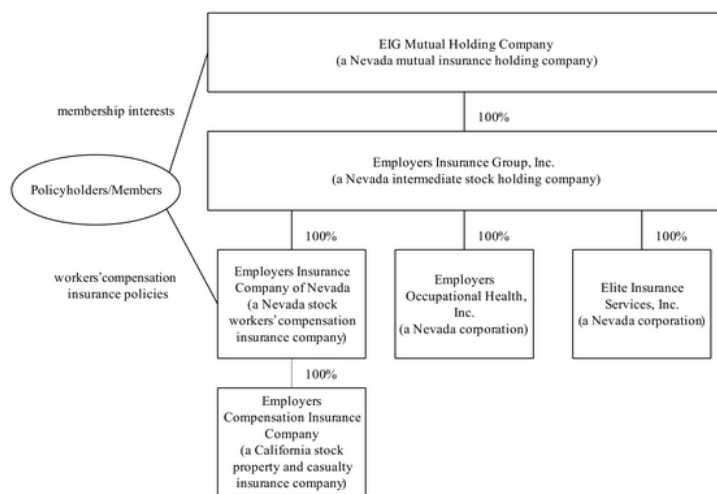 EIG Mutual Holding Company
(a Nevada mutual insurance holding company)
membership interests
100%
Employers Insurance Group, Inc.
(a Nevada intermediate stock holding company)
Policyholders/Members
100%
100%
100%
workers'compensation
insurance policies
Employers Insurance
Company of Nevada
(a Nevada stock
workers'compensation
insurance company)
Employers
Occupational Health,
Inc.
(a Nevada corporation)
Elite Insurance
Services, Inc.
(a Nevada corporation)
100%
Employers
Compensation Insurance
Company
(a California stock
property and casualty
insurance company)